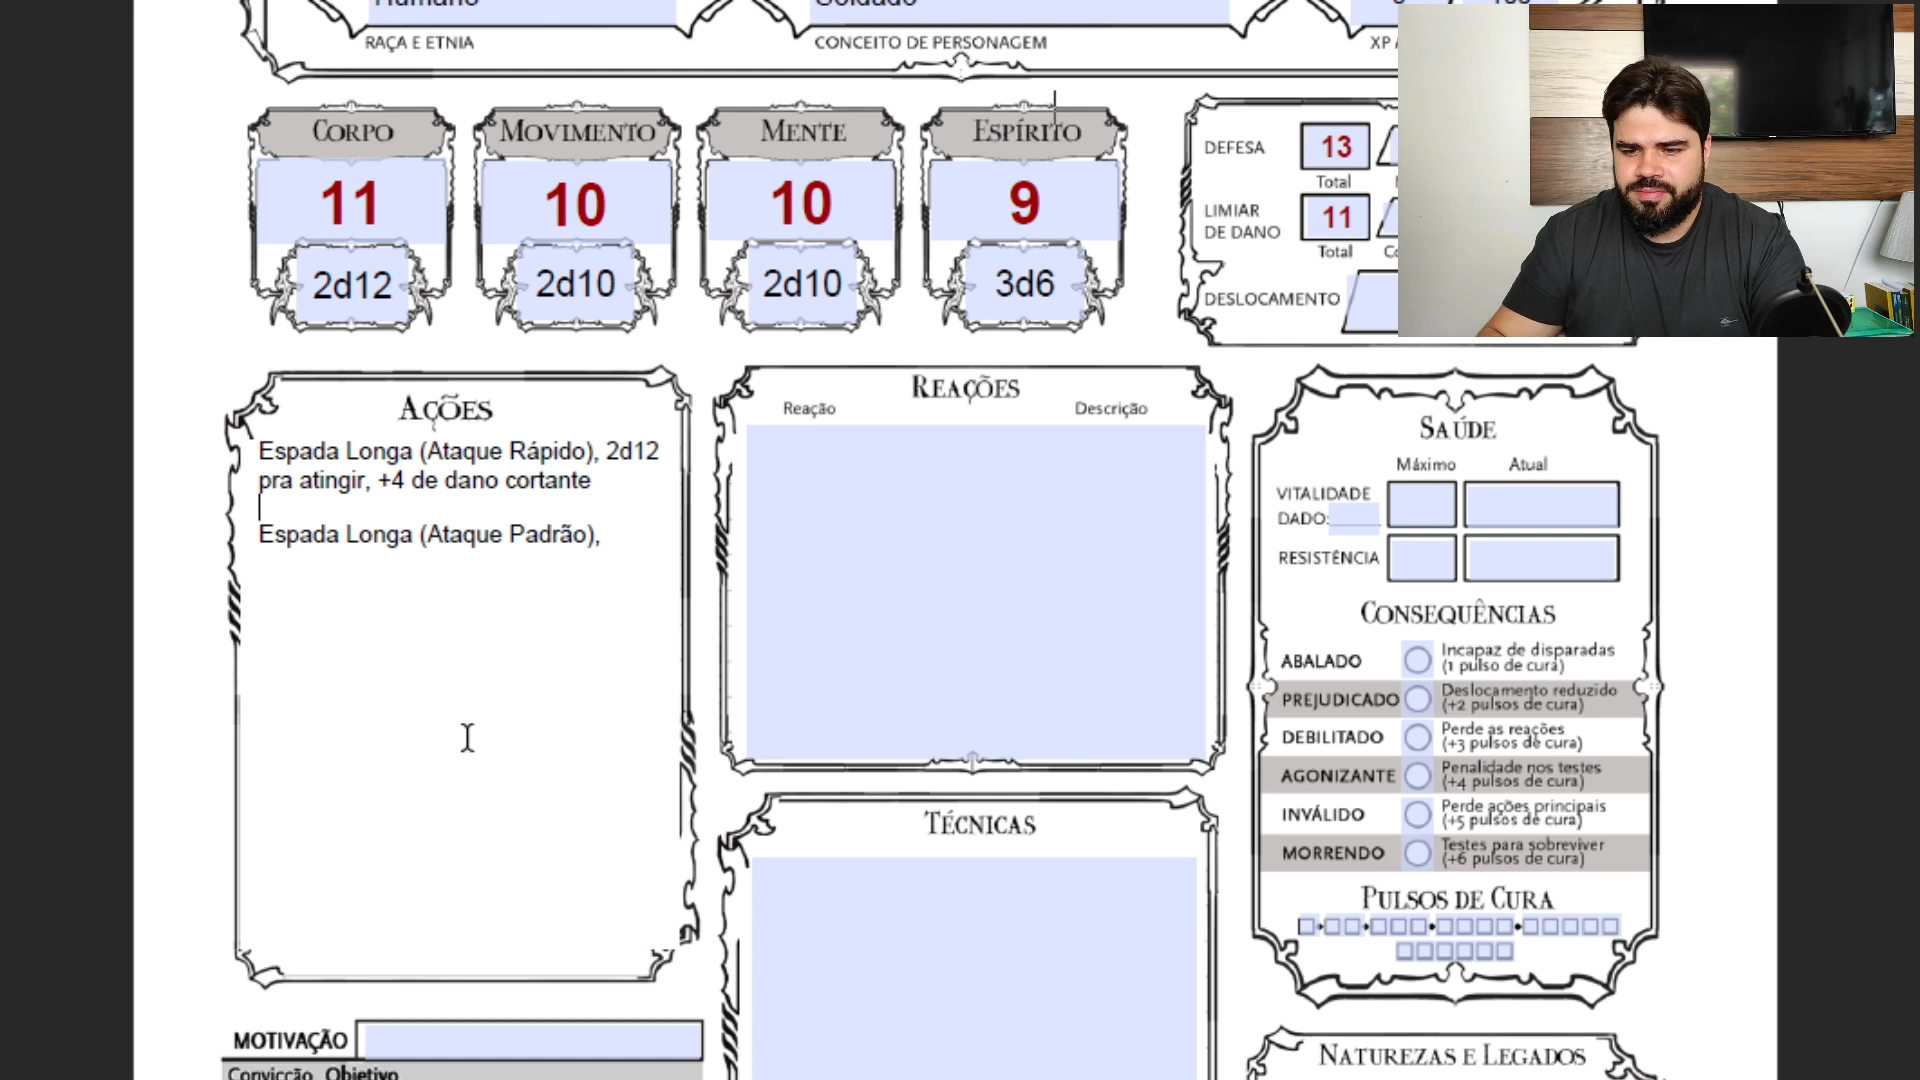 Humano
Soldado
RAÇA E ETNIA
CONCEITO DE PERSONAGEM
XP
CORPO
MOVIMENTO
MENTE
ESPÍRITO
11
10
10
9
2d12
2d10
2d10
3d6
DEFESA
13
Total
LIMIAR
DE DANO
11
Total
DESLOCAMENTO
AÇÕES
Espada Longa (Ataque Rápido), 2d12
pra atingir, +4 de dano cortante
Espada Longa (Ataque Padrão),
REAÇÕES
Reação
Descrição
TÉCNICAS
SAÚDE
Máximo
Atual
VITALIDADE
DADO:
RESISTÊNCIA
CONSEQUÊNCIAS
ABALADO
Incapaz de disparadas
(1 pulso de cura)
PREJUDICADO
Deslocamento reduzido
(+2 pulsos de cura)
DEBILITADO
Perde as reações
(+3 pulsos de cura)
AGONIZANTE
Penalidade nos testes
(+4 pulsos de cura)
INVÁLIDO
Perde ações principais
(+5 pulsos de cura)
MORRENDO
Testes para sobreviver
(+6 pulsos de cura)
PULSOS DE CURA
MOTIVAÇÃO
Convicção Objetivo
NATUREZAS E LEGADOS